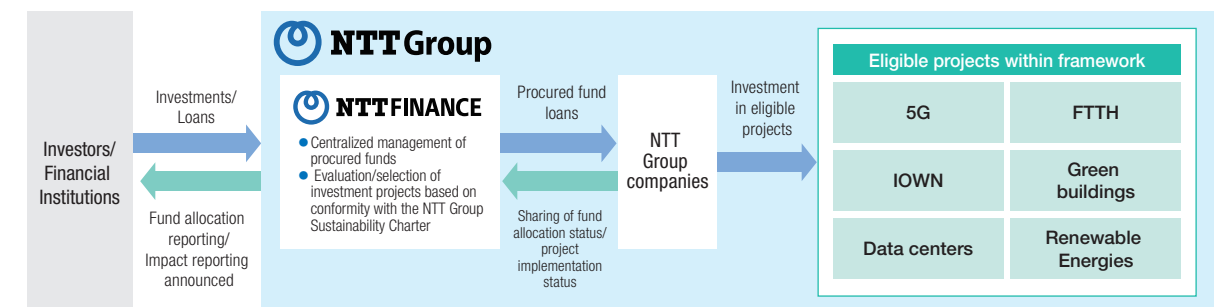 Investors/
Financial
Institutions
Investments/
Loans
Fund allocation
reporting/
Impact reporting
announced
NTT Group
NTT FINANCE
● Centralized management of
procured funds
● Evaluation/selection of
investment projects based on
conformity with the NTT Group
Sustainability Charter
Procured fund
loans
Sharing of fund
allocation status/
project
implementation
status
NTT
Group
companies
Investment
in eligible
projects
Eligible projects within framework
5G
FTTH
IOWN
Green
buildings
Data centers
Renewable
Energies